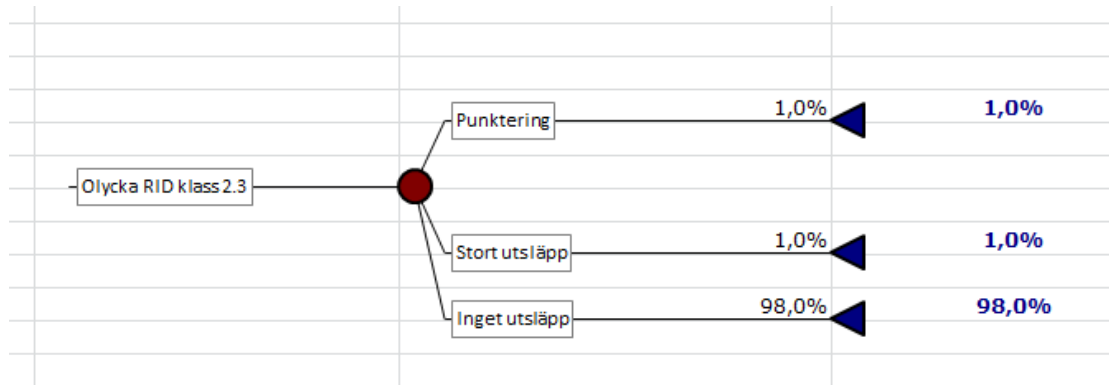 Punktering 1,0% 1,0%
Olycka RID klass 2.3
Stort utsläpp 1,0% 1,0%
Inget utsläpp 98,0% 98,0%